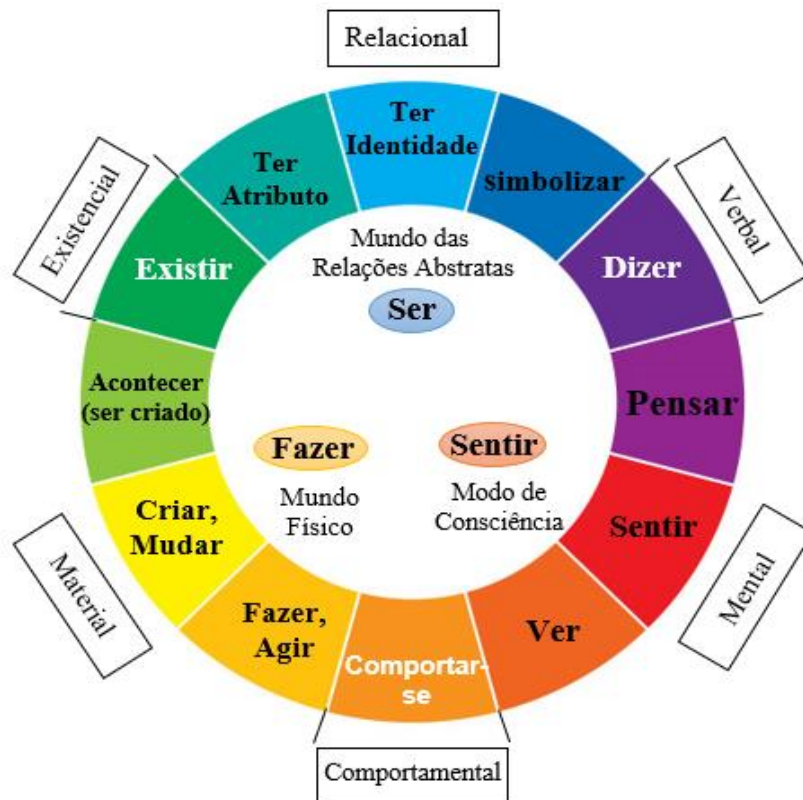 Relacional
Ter
Identidade
simbolizar
Verbal
Dizer
Pensar
Sentir
Mental
Ver
Comportar-
se
Comportamental
Fazer,
Agir
Material
Criar,
Mudar
Acontecer
(ser criado)
Existencial
Existir
Ter
Atributo
Mundo das
Relações Abstratas
Ser
Fazer
Mundo
Físico
Sentir
Modo de
Consciência